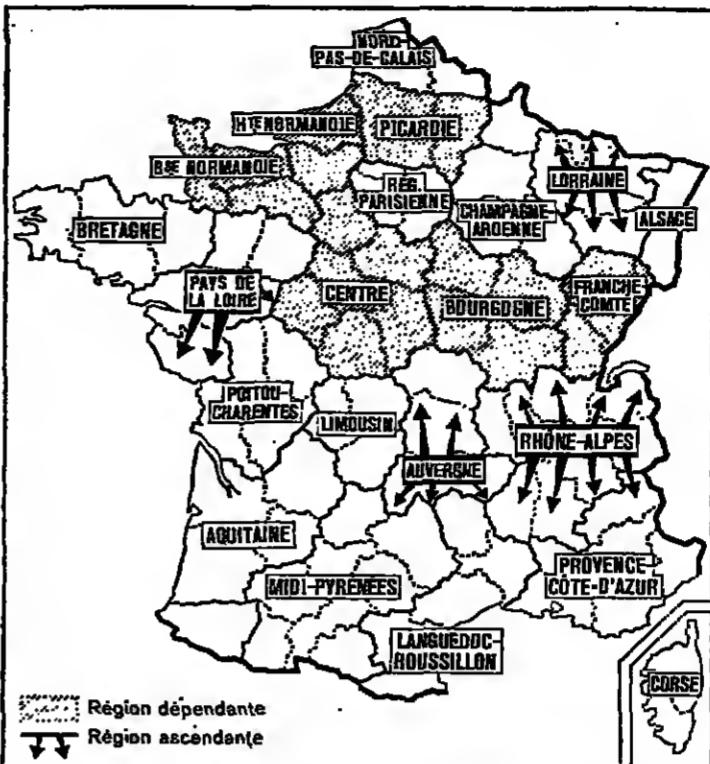 NORD-
PAS-DE-CALAIS
Hte NORMANDIE
PICARDIE
Bse NORMANDIE
RÉG.
PARISIENNE
LORRAINE
CHAMPAGNE-
ARDENNE
ALSACE
BRETAGNE
PAYS DE
LA LOIRE
CENTRE
BOURGOGNE
FRANCHE
COMTÉ
POITOU-
CHARENTES
LIMOUSIN
RHÔNE-ALPES
AUVERGNE
AQUITAINE
PROVENCE
CÔTE-D'AZUR
MIDI-PYRÉNÉES
LANGUEDOC-
ROUSSILLON
CORSE
Région dépendante
Région ascendante